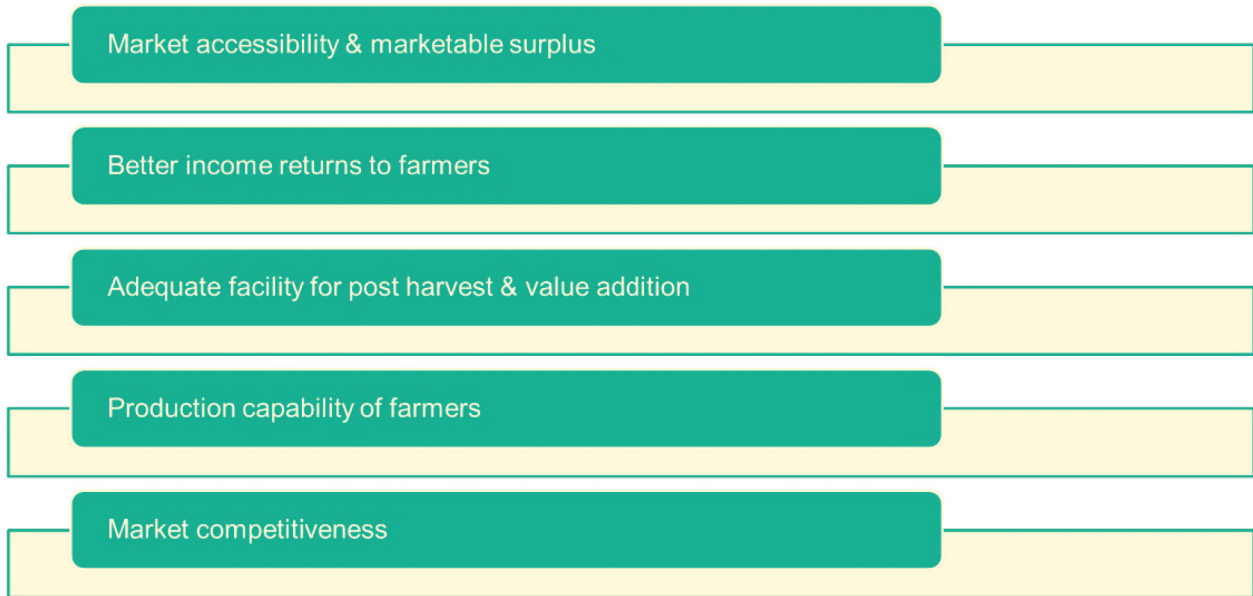 Market accessibility & marketable surplus
Better income returns to farmers
Adequate facility for post harvest & value addition
Production capability of farmers
Market competitiveness